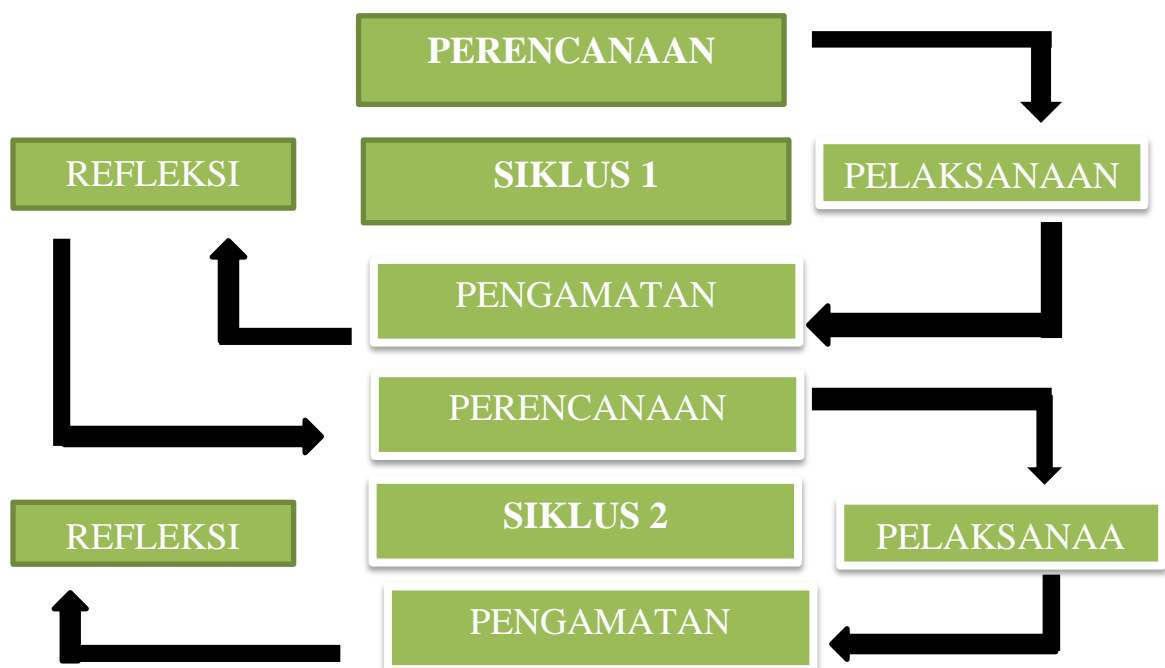 PERENCANAAN
REFLEKSI
SIKLUS 1
PELAKSANAAN
PENGAMATAN
PERENCANAAN
SIKLUS 2
REFLEKSI
PELAKSANAA
PENGAMATAN